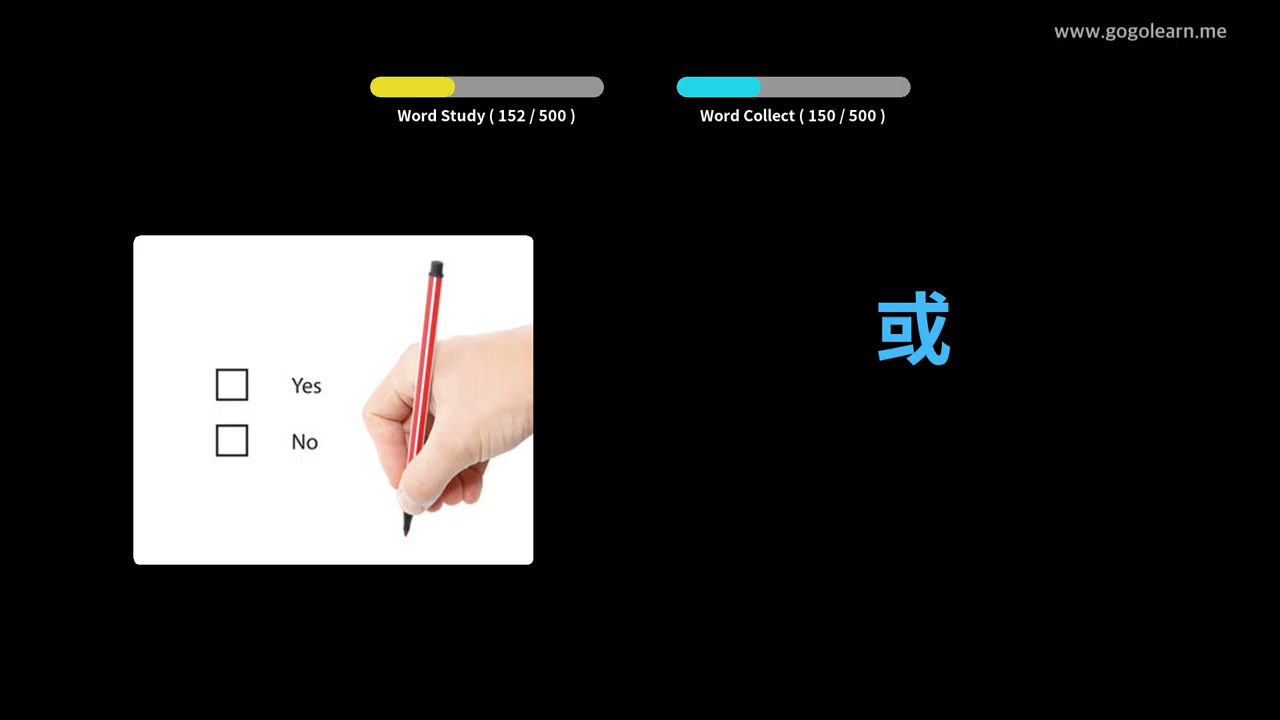 www.gogolearn.me
Word Study ( 152 / 500 )
Word Collect ( 150 / 500 )
Yes
No
或